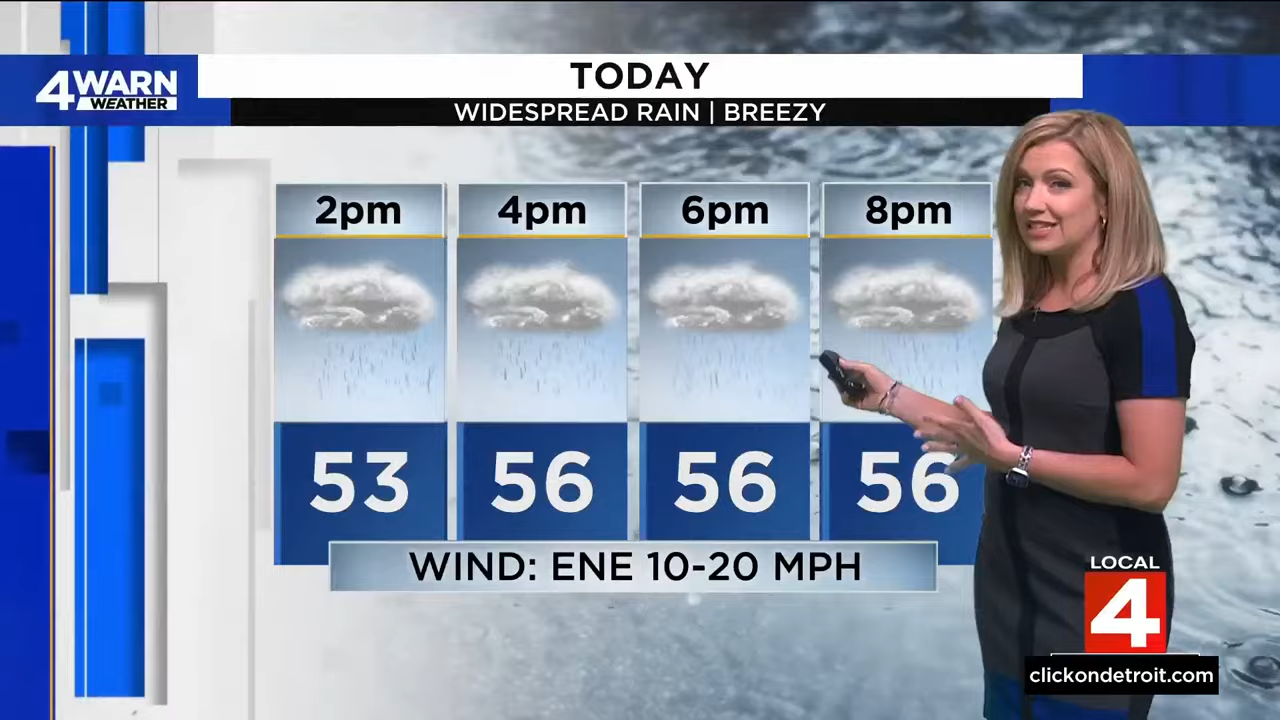 4WARN
WEATHER
TODAY
WIDESPREAD RAIN | BREEZY
2pm 4pm 6pm 8pm
53 56 56 56
WIND: ENE 10-20 MPH
LOCAL
4
clickondetroit.com